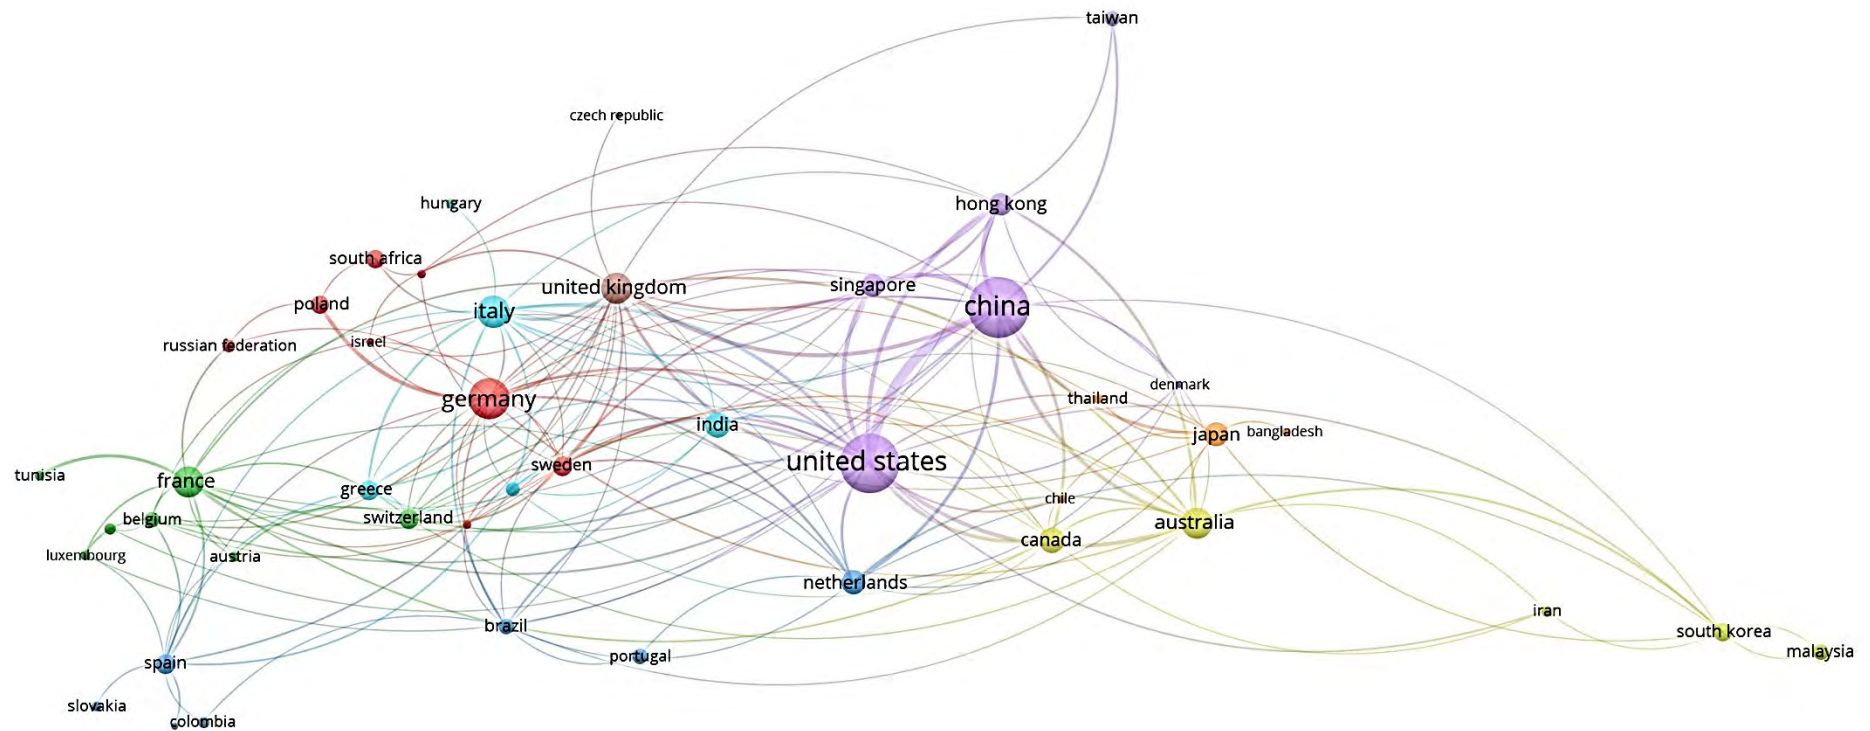 taiwan
czech republic
hungary
hong kong
south africa
singapore
united kingdom
poland
italy
china
russian federation
israel
denmark
germany
thailand
india
japan
bangladesh
united states
sweden
tunisia
france
greece
chile
belgium
switzerland
australia
canada
luxembourg
austria
netherlands
iran
brazil
south korea
portugal
malaysia
spain
slovakia
colombia